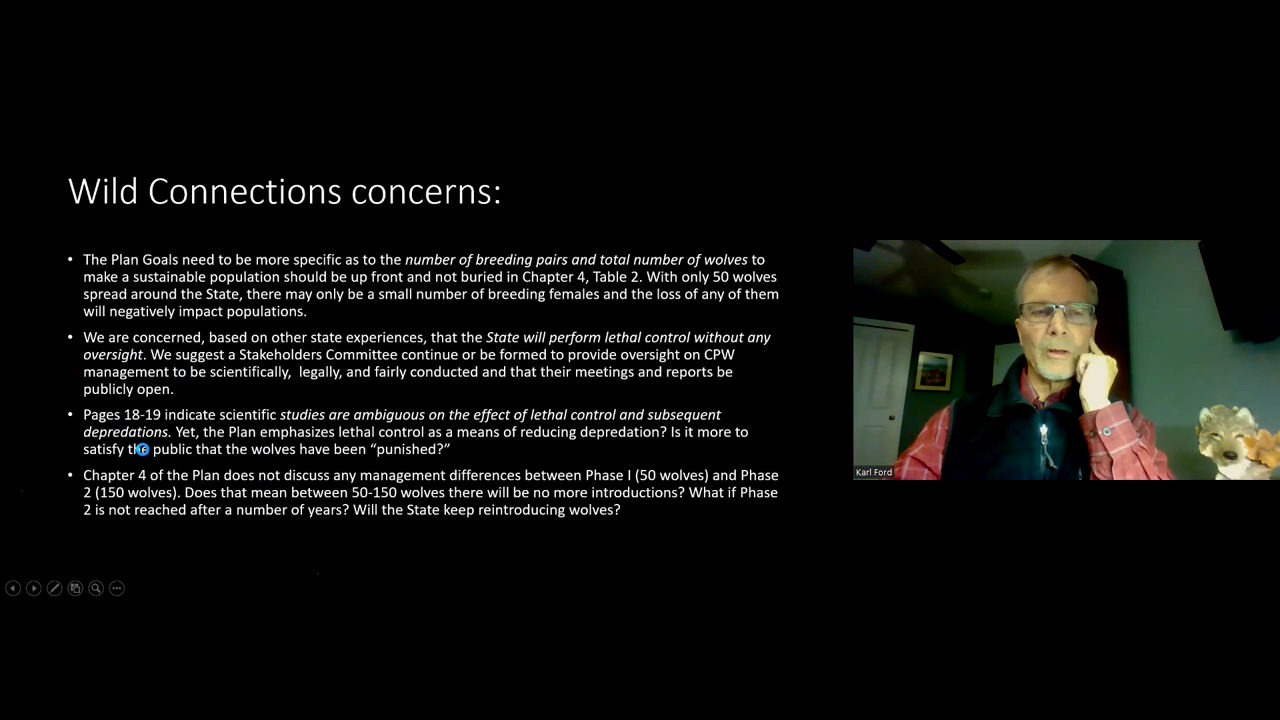 Wild Connections concerns:
• The Plan Goals need to be more specific as to the number of breeding pairs and total number of wolves to
make a sustainable population should be up front and not buried in Chapter 4, Table 2. With only 50 wolves
spread around the State, there may only be a small number of breeding females and the loss of any of them
will negatively impact populations.
• We are concerned, based on other state experiences, that the State will perform lethal control without any
oversight. We suggest a Stakeholders Committee continue or be formed to provide oversight on CPW
management to be scientifically, legally, and fairly conducted and that their meetings and reports be
publicly open.
• Pages 18-19 indicate scientific studies are ambiguous on the effect of lethal control and subsequent
depredations. Yet, the Plan emphasizes lethal control as a means of reducing depredation? Is it more to
satisfy the public that the wolves have been “punished?”
• Chapter 4 of the Plan does not discuss any management differences between Phase I (50 wolves) and Phase
2 (150 wolves). Does that mean between 50-150 wolves there will be no more introductions? What if Phase
2 is not reached after a number of years? Will the State keep reintroducing wolves?
Karl Ford